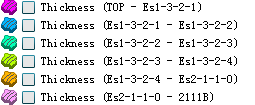 Thickness (TOP - Es1-3-2-1)
Thickness (Es1-3-2-1 - Es1-3-2-2)
Thickness (Es1-3-2-2 - Es1-3-2-3)
Thickness (Es1-3-2-3 - Es1-3-2-4)
Thickness (Es1-3-2-4 - Es2-1-1-0)
Thickness (Es2-1-1-0 - 2111B)